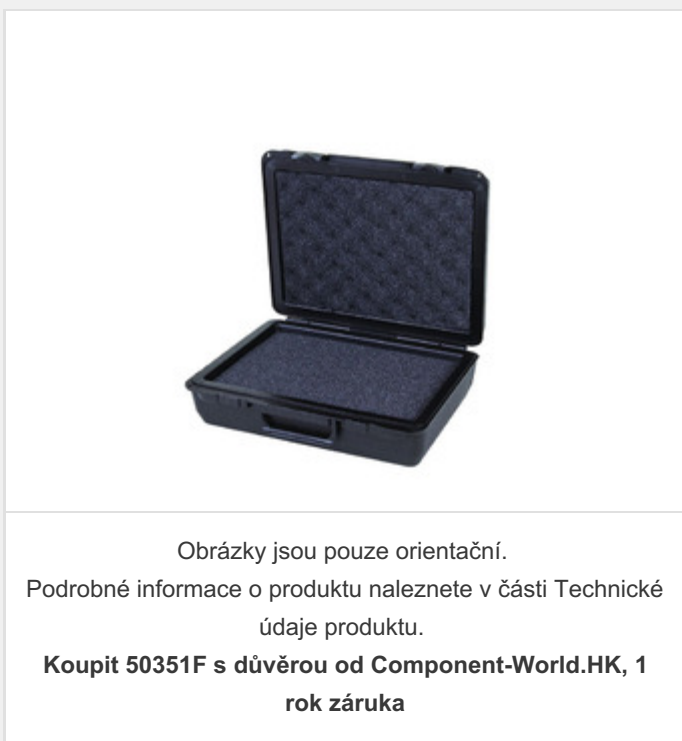 Obrázky jsou pouze orientační.
Podrobné informace o produktu naleznete v části Technické
údaje produktu.
Koupit 50351F s důvěrou od Component-World.HK, 1
rok záruka